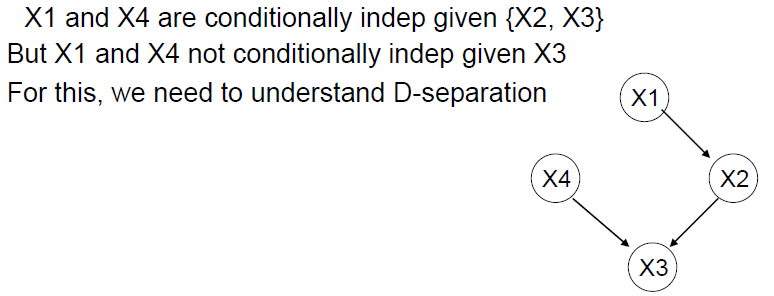 X1 and X4 are conditionally indep given {X2, X3}
But X1 and X4 not conditionally indep given X3
For this, we need to understand D-separation
X1
X4
X2
X3